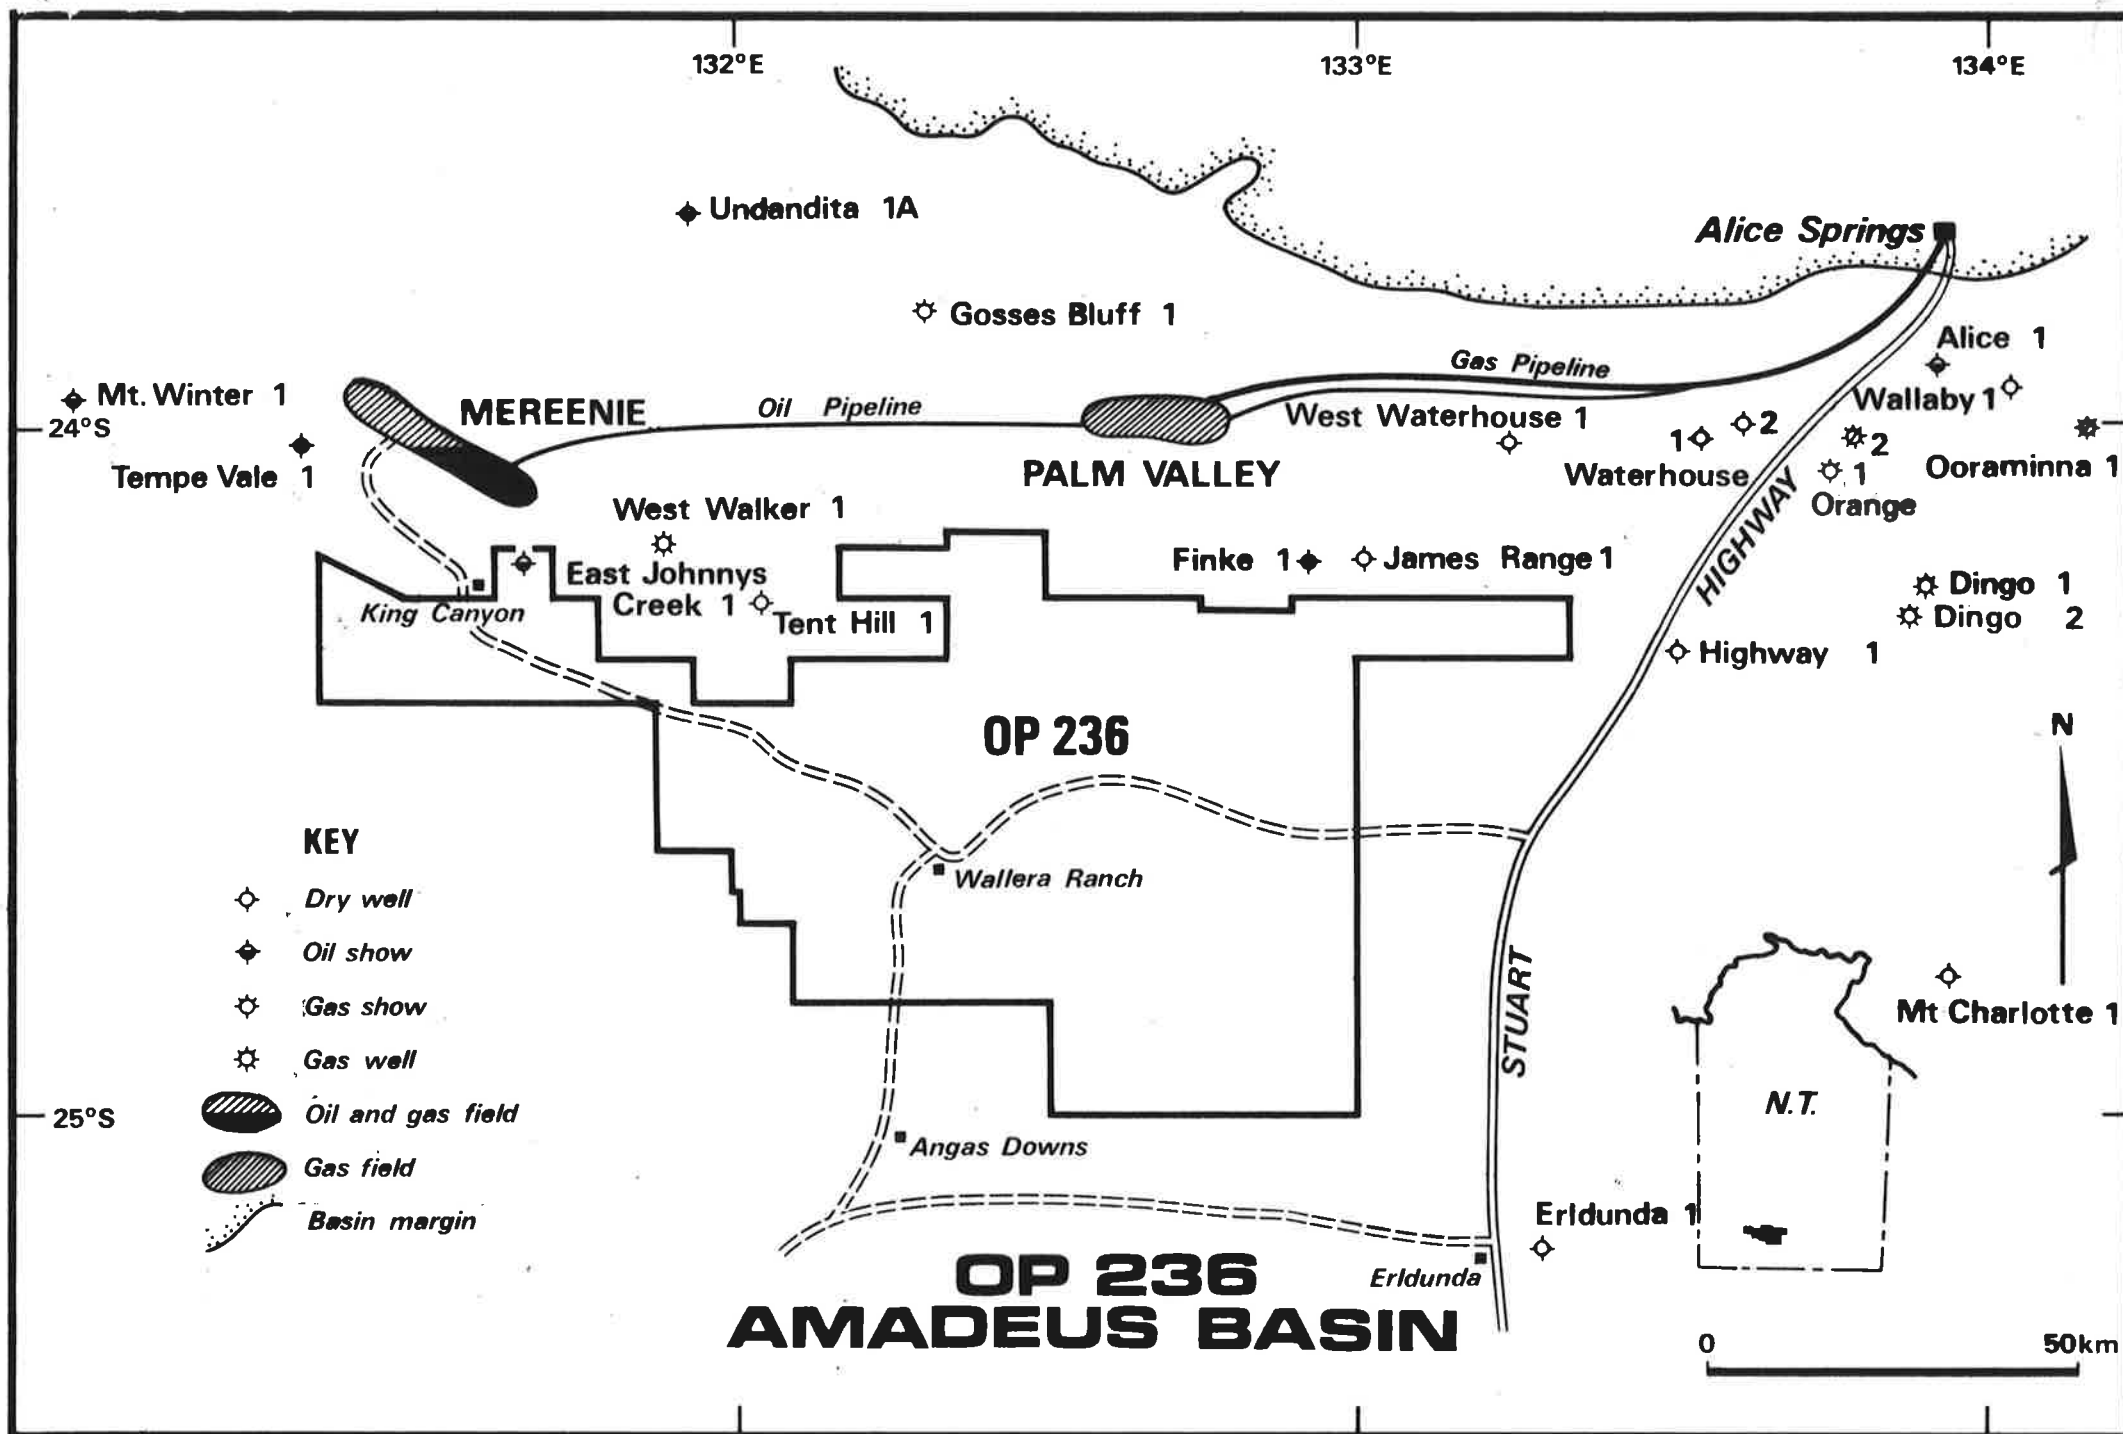 132°E
133°E
134°E
Undandita 1A
Alice Springs
Gosses Bluff 1
Alice 1
Gas Pipeline
Mt. Winter 1
MEREENIE
Oil Pipeline
West Waterhouse 1
Wallaby 1
24°S
1
2
2
Tempe Vale 1
PALM VALLEY
Waterhouse
1
Orange
Ooraminna 1
West Walker 1
HIGHWAY
Finke 1
James Range 1
East Johnnys
Creek 1
King Canyon
Tent Hill 1
Dingo 1
Dingo 2
Highway 1
OP 236
N
KEY
Dry well
Oil show
Gas show
Gas well
Oil and gas field
Gas field
Basin margin
Wallera Ranch
STUART
Mt Charlotte 1
N.T.
25°S
Angas Downs
Erldunda 1
Erldunda
OP 236
AMADEUS BASIN
0 50km